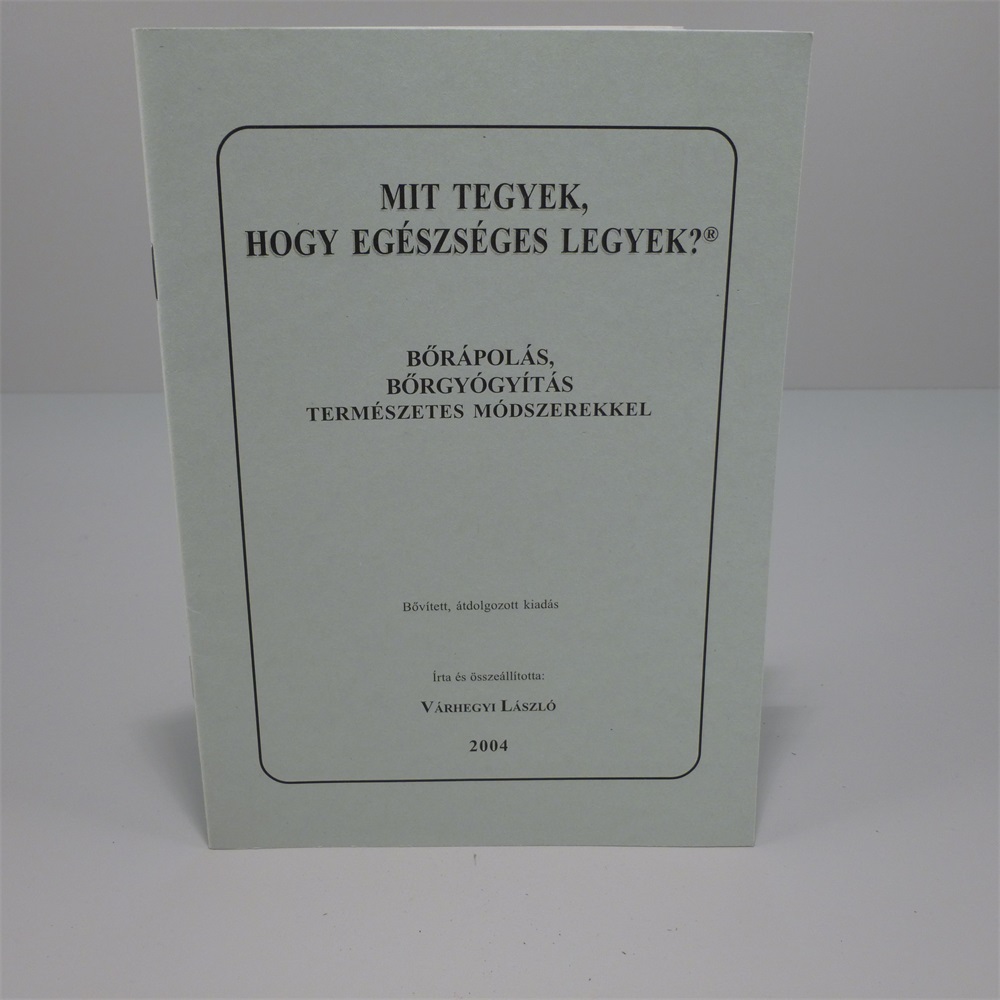 MIT TEGYEK,
HOGY EGÉSZSÉGES LEGYEK?®
BŐRÁPOLÁS,
BŐRGYÓGYÍTÁS
TERMÉSZETES MÓDSZEREKKEL
Bővített, átdolgozott kiadás
Írta és összeállította:
VÁRHEGYI LÁSZLÓ
2004